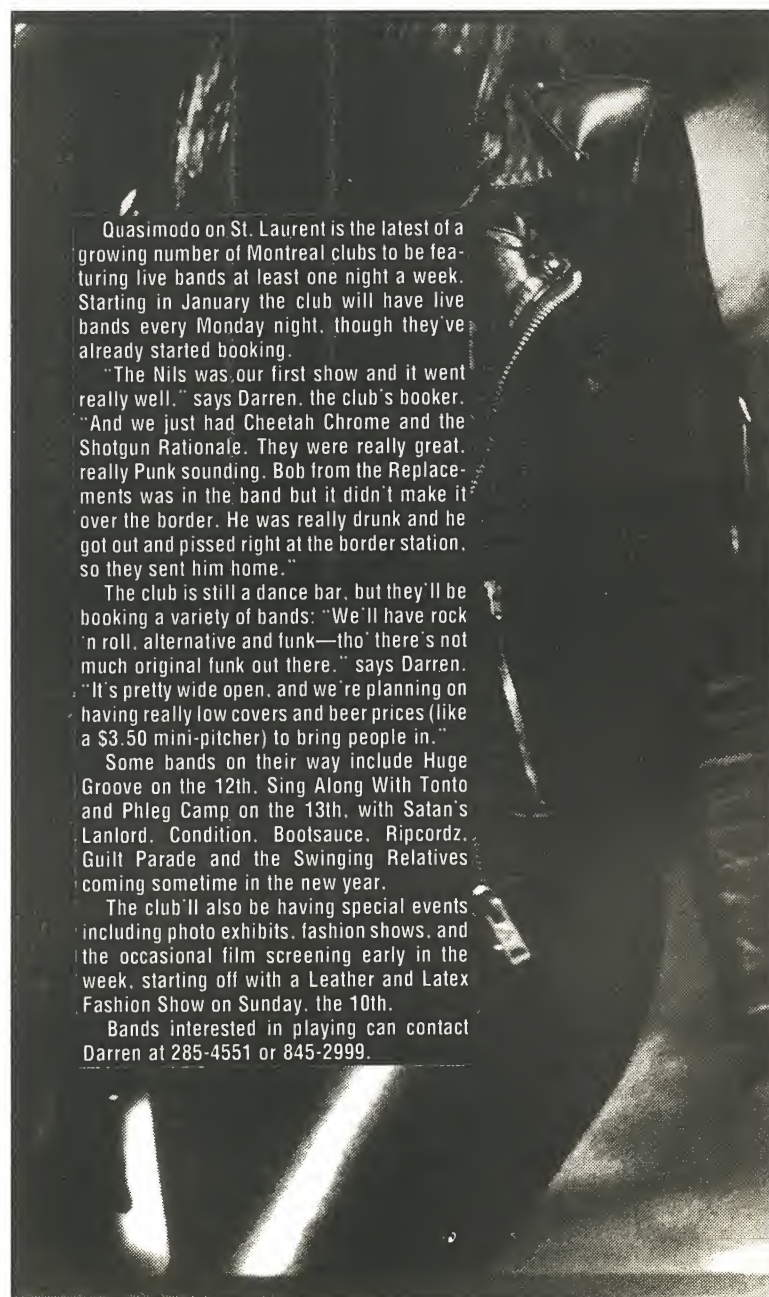 Quasimodo on St. Laurent is the latest of a
growing number of Montreal clubs to be fea-
turing live bands at least one night a week.
Starting in January the club will have live
bands every Monday night, though they've
already started booking.
"The Nils was our first show and it went
really well," says Darren, the club's booker.
"And we just had Cheetah Chrome and the
Shotgun Rationale. They were really great,
really Punk sounding. Bob from the Replace-
ments was in the band but it didn't make it
over the border. He was really drunk and he
got out and pissed right at the border station,
so they sent him home."
The club is still a dance bar, but they'll be
booking a variety of bands: "We'll have rock
'n roll, alternative and funk—tho' there's not
much original funk out there," says Darren.
"It's pretty wide open, and we're planning on
having really low covers and beer prices (like
a $3.50 mini-pitcher) to bring people in."
Some bands on their way include Huge
Groove on the 12th, Sing Along With Tonto
and Phleg Camp on the 13th, with Satan's
Lanlord, Condition, Bootsauce, Ripcordz,
Guilt Parade and the Swinging Relatives
coming sometime in the new year.
The club'll also be having special events
including photo exhibits, fashion shows, and
the occasional film screening early in the
week, starting off with a Leather and Latex
Fashion Show on Sunday, the 10th.
Bands interested in playing can contact
Darren at 285-4551 or 845-2999.